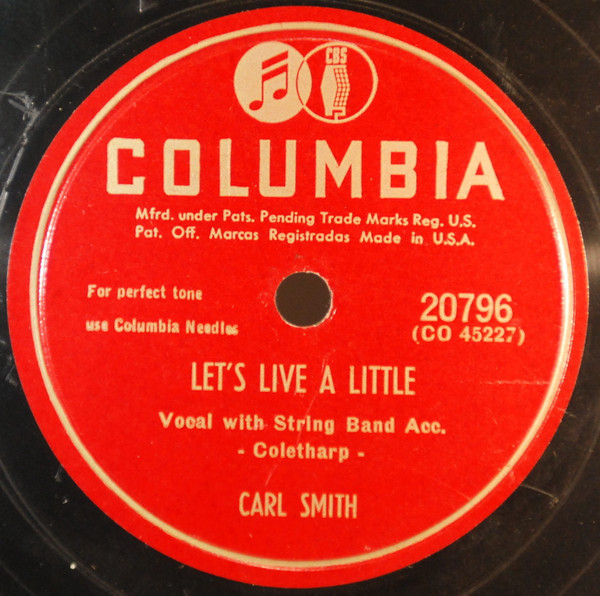 CBS
COLUMBIA
Mfrd. under Pats. Pending Trade Marks Reg. U.S.
Pat. Off. Marcas Registradas Made in U.S.A.
For perfect tone
use Columbia Needles
20796
(CO 45227)
LET'S LIVE A LITTLE
Vocal with String Band Acc.
- Coletharp -
CARL SMITH